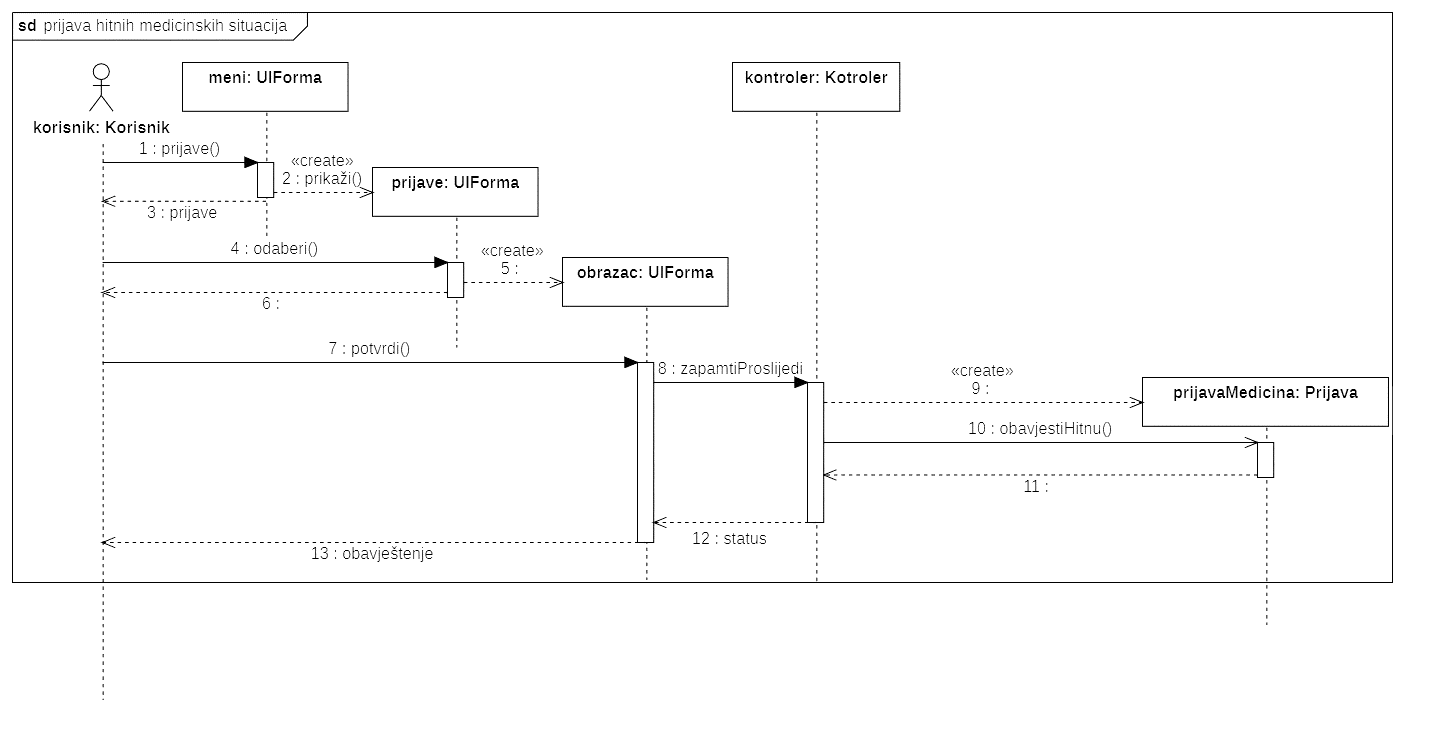 sd prijava hitnih medicinskih situacija
meni: UIForma
kontroler: Kotroler
korisnik: Korisnik
1 : prijave()
«create»
2 : prikaži()
prijave: UIForma
3 : prijave
4 : odaberi()
«create»
5 :
obrazac: UIForma
6 :
7 : potvrdi()
8 : zapamtiProslijedi
«create»
9 :
prijavaMedicina: Prijava
10 : obavjestiHitnu()
11 :
12 : status
13 : obavještenje